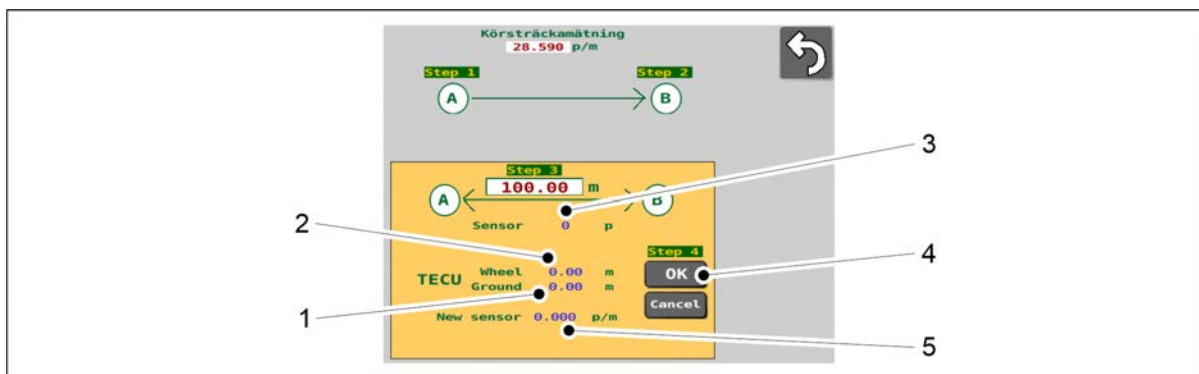 Körsträckamätning
28.590 p/m
Step 1 Step 2
A B
3
Step 3
100.00 m
A B
2
Sensor 0 p
Step 4
4
Wheel 0.00 m OK
TECU
Ground 0.00 m
1
Cancel
New sensor 0.000 p/m
5